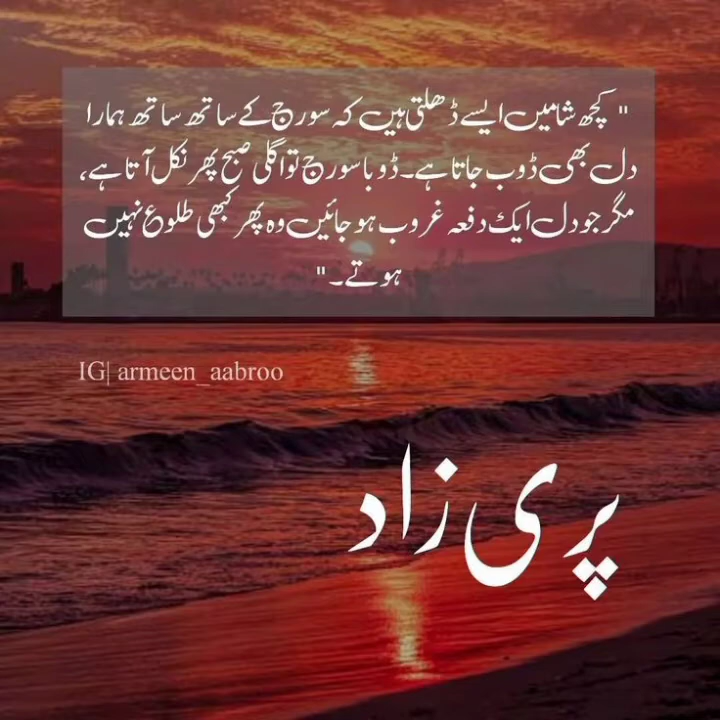 " کچھ شامیں ایسے ڈھلتی ہیں کہ سورج کے ساتھ ساتھ ہمارا
دل بھی ڈوب جاتا ہے۔ ڈوبا سورج تو اگلی صبح پھر نکل آتا ہے،
مگر جو دل ایک دفعہ غروب ہو جائیں وہ پھر کبھی طلوع نہیں
ہوتے۔ "
IG| armeen_aabroo
پری زاد